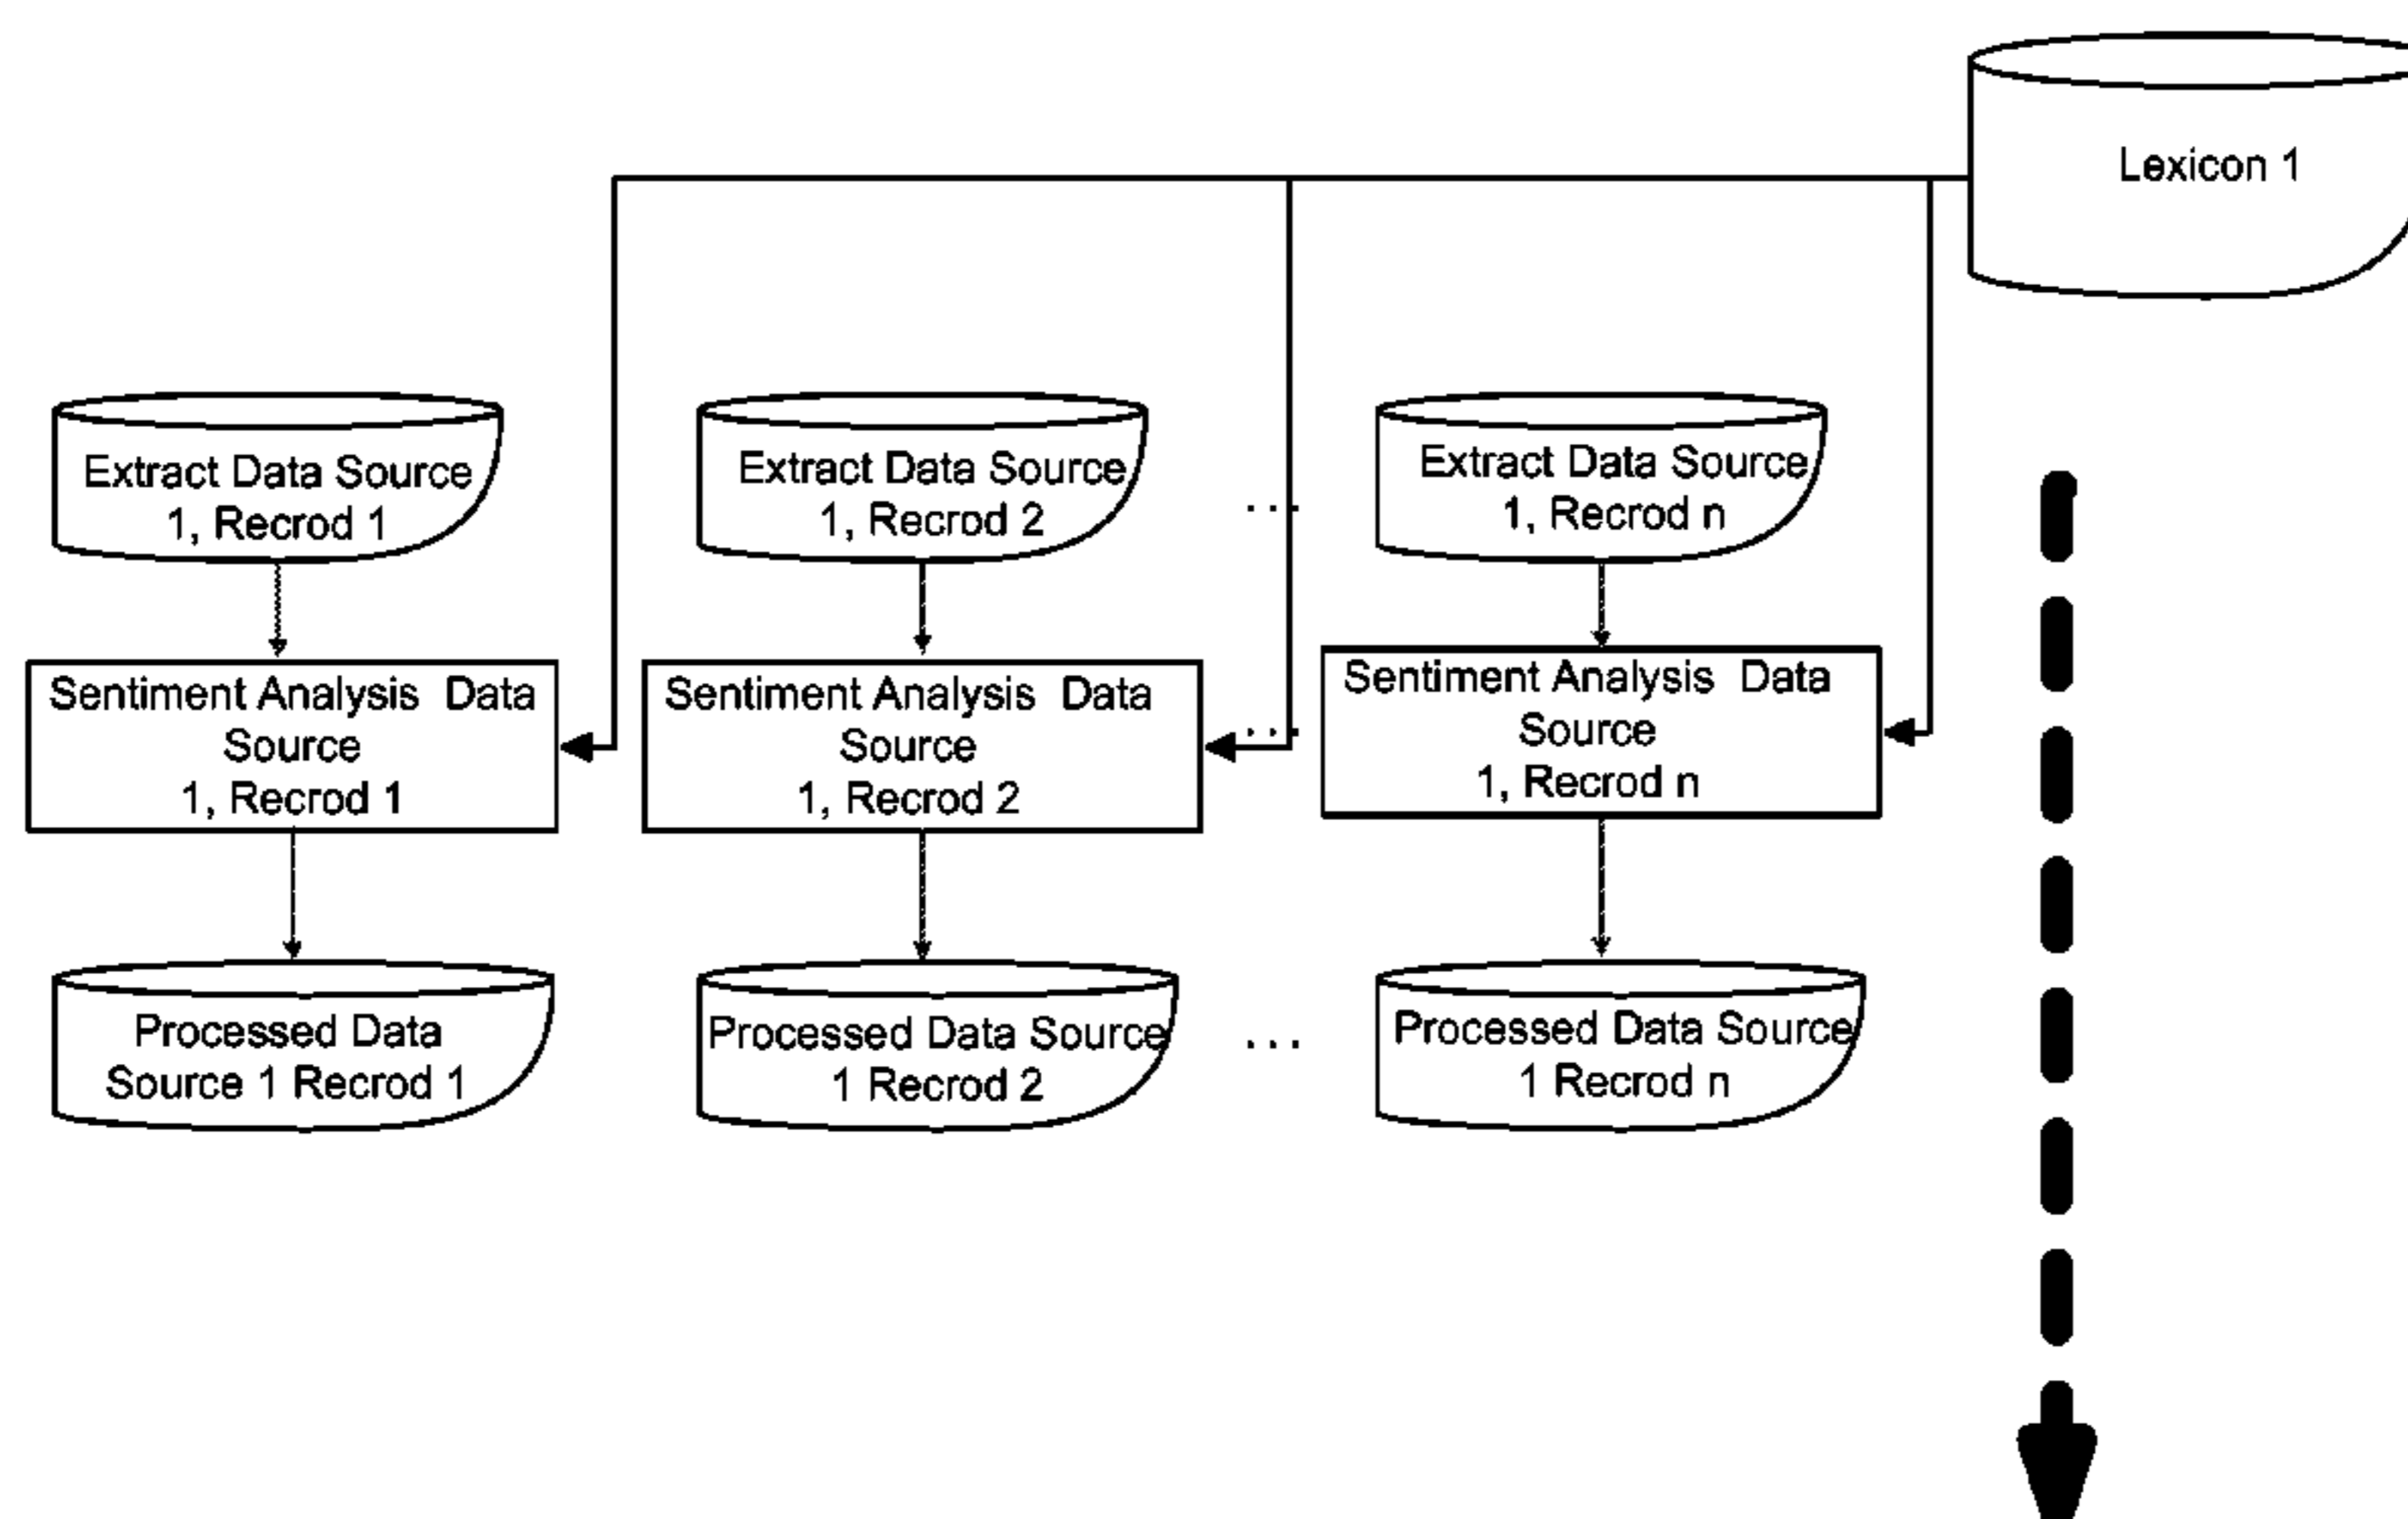 Lexicon 1
Extract Data Source
1, Recrod 1
Extract Data Source
1, Recrod 2
...
Extract Data Source
1, Recrod n
Sentiment Analysis Data
Source
1, Recrod 1
Sentiment Analysis Data
Source
1, Recrod 2
...
Sentiment Analysis Data
Source
1, Recrod n
Processed Data
Source 1 Recrod 1
Processed Data Source
1 Recrod 2
...
Processed Data Source
1 Recrod n